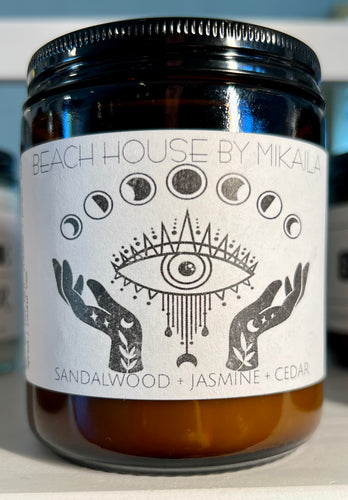 BEACH HOUSE BY MIKAILA
SANDALWOOD + JASMINE + CEDAR